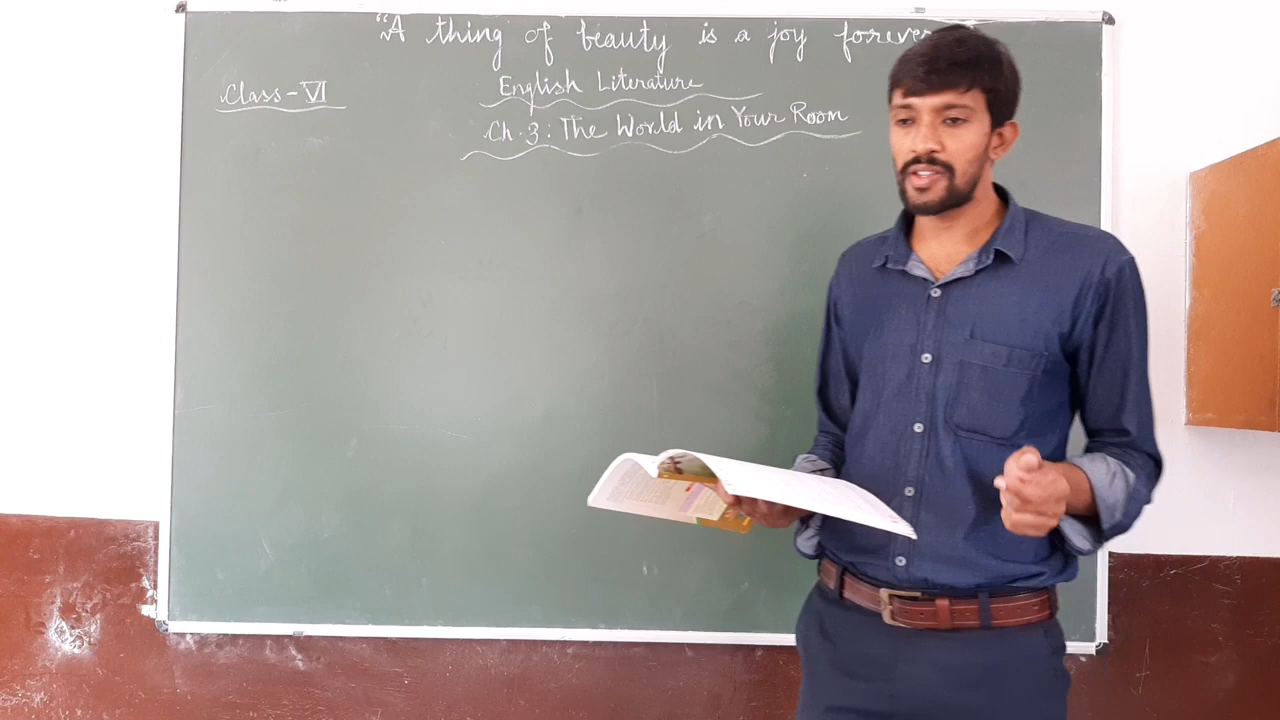 “A thing of beauty is a joy forever
Class - VI
English Literature
Ch. 3: The World in Your Room